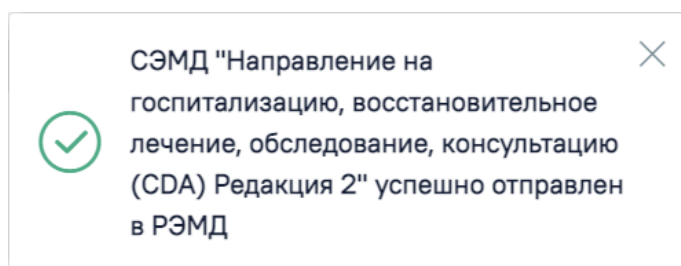 СЭМД "Направление на
госпитализацию, восстановительное
лечение, обследование, консультацию
(CDA) Редакция 2" успешно отправлен
в РЭМД